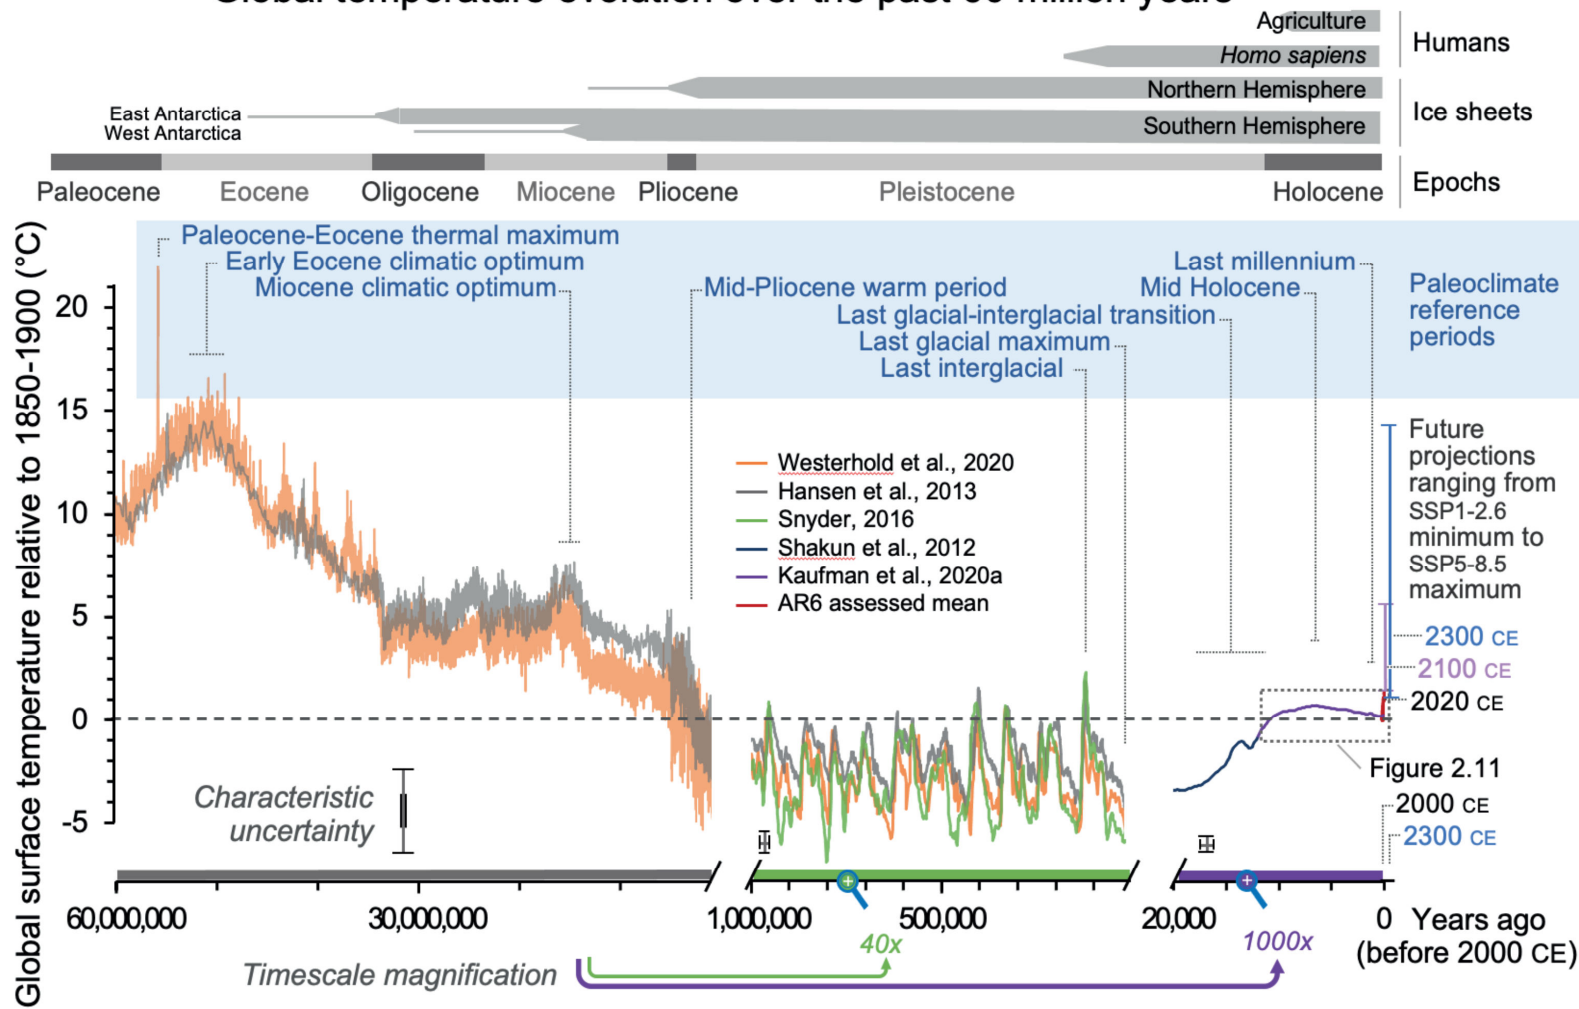 Global temperature evolution over the past 60 million years
Agriculture
Homo sapiens
Humans
Northern Hemisphere
East Antarctica
West Antarctica
Southern Hemisphere
Ice sheets
Paleocene
Eocene
Oligocene
Miocene
Pliocene
Pleistocene
Holocene
Epochs
Global surface temperature relative to 1850-1900 (°C)
20
15
10
5
0
-5
Paleocene-Eocene thermal maximum
Early Eocene climatic optimum
Miocene climatic optimum
Mid-Pliocene warm period
Last millennium
Mid Holocene
Last glacial-interglacial transition
Last glacial maximum
Last interglacial
Paleoclimate
reference
periods
Westerhold et al., 2020
Hansen et al., 2013
Snyder, 2016
Shakun et al., 2012
Kaufman et al., 2020a
AR6 assessed mean
Future
projections
ranging from
SSP1-2.6
minimum to
SSP5-8.5
maximum
2300 CE
2100 CE
2020 CE
Figure 2.11
2000 CE
2300 CE
Characteristic
uncertainty
60,000,000
30,000,000
1,000,000
500,000
20,000
0
Years ago
(before 2000 CE)
40x
1000x
Timescale magnification